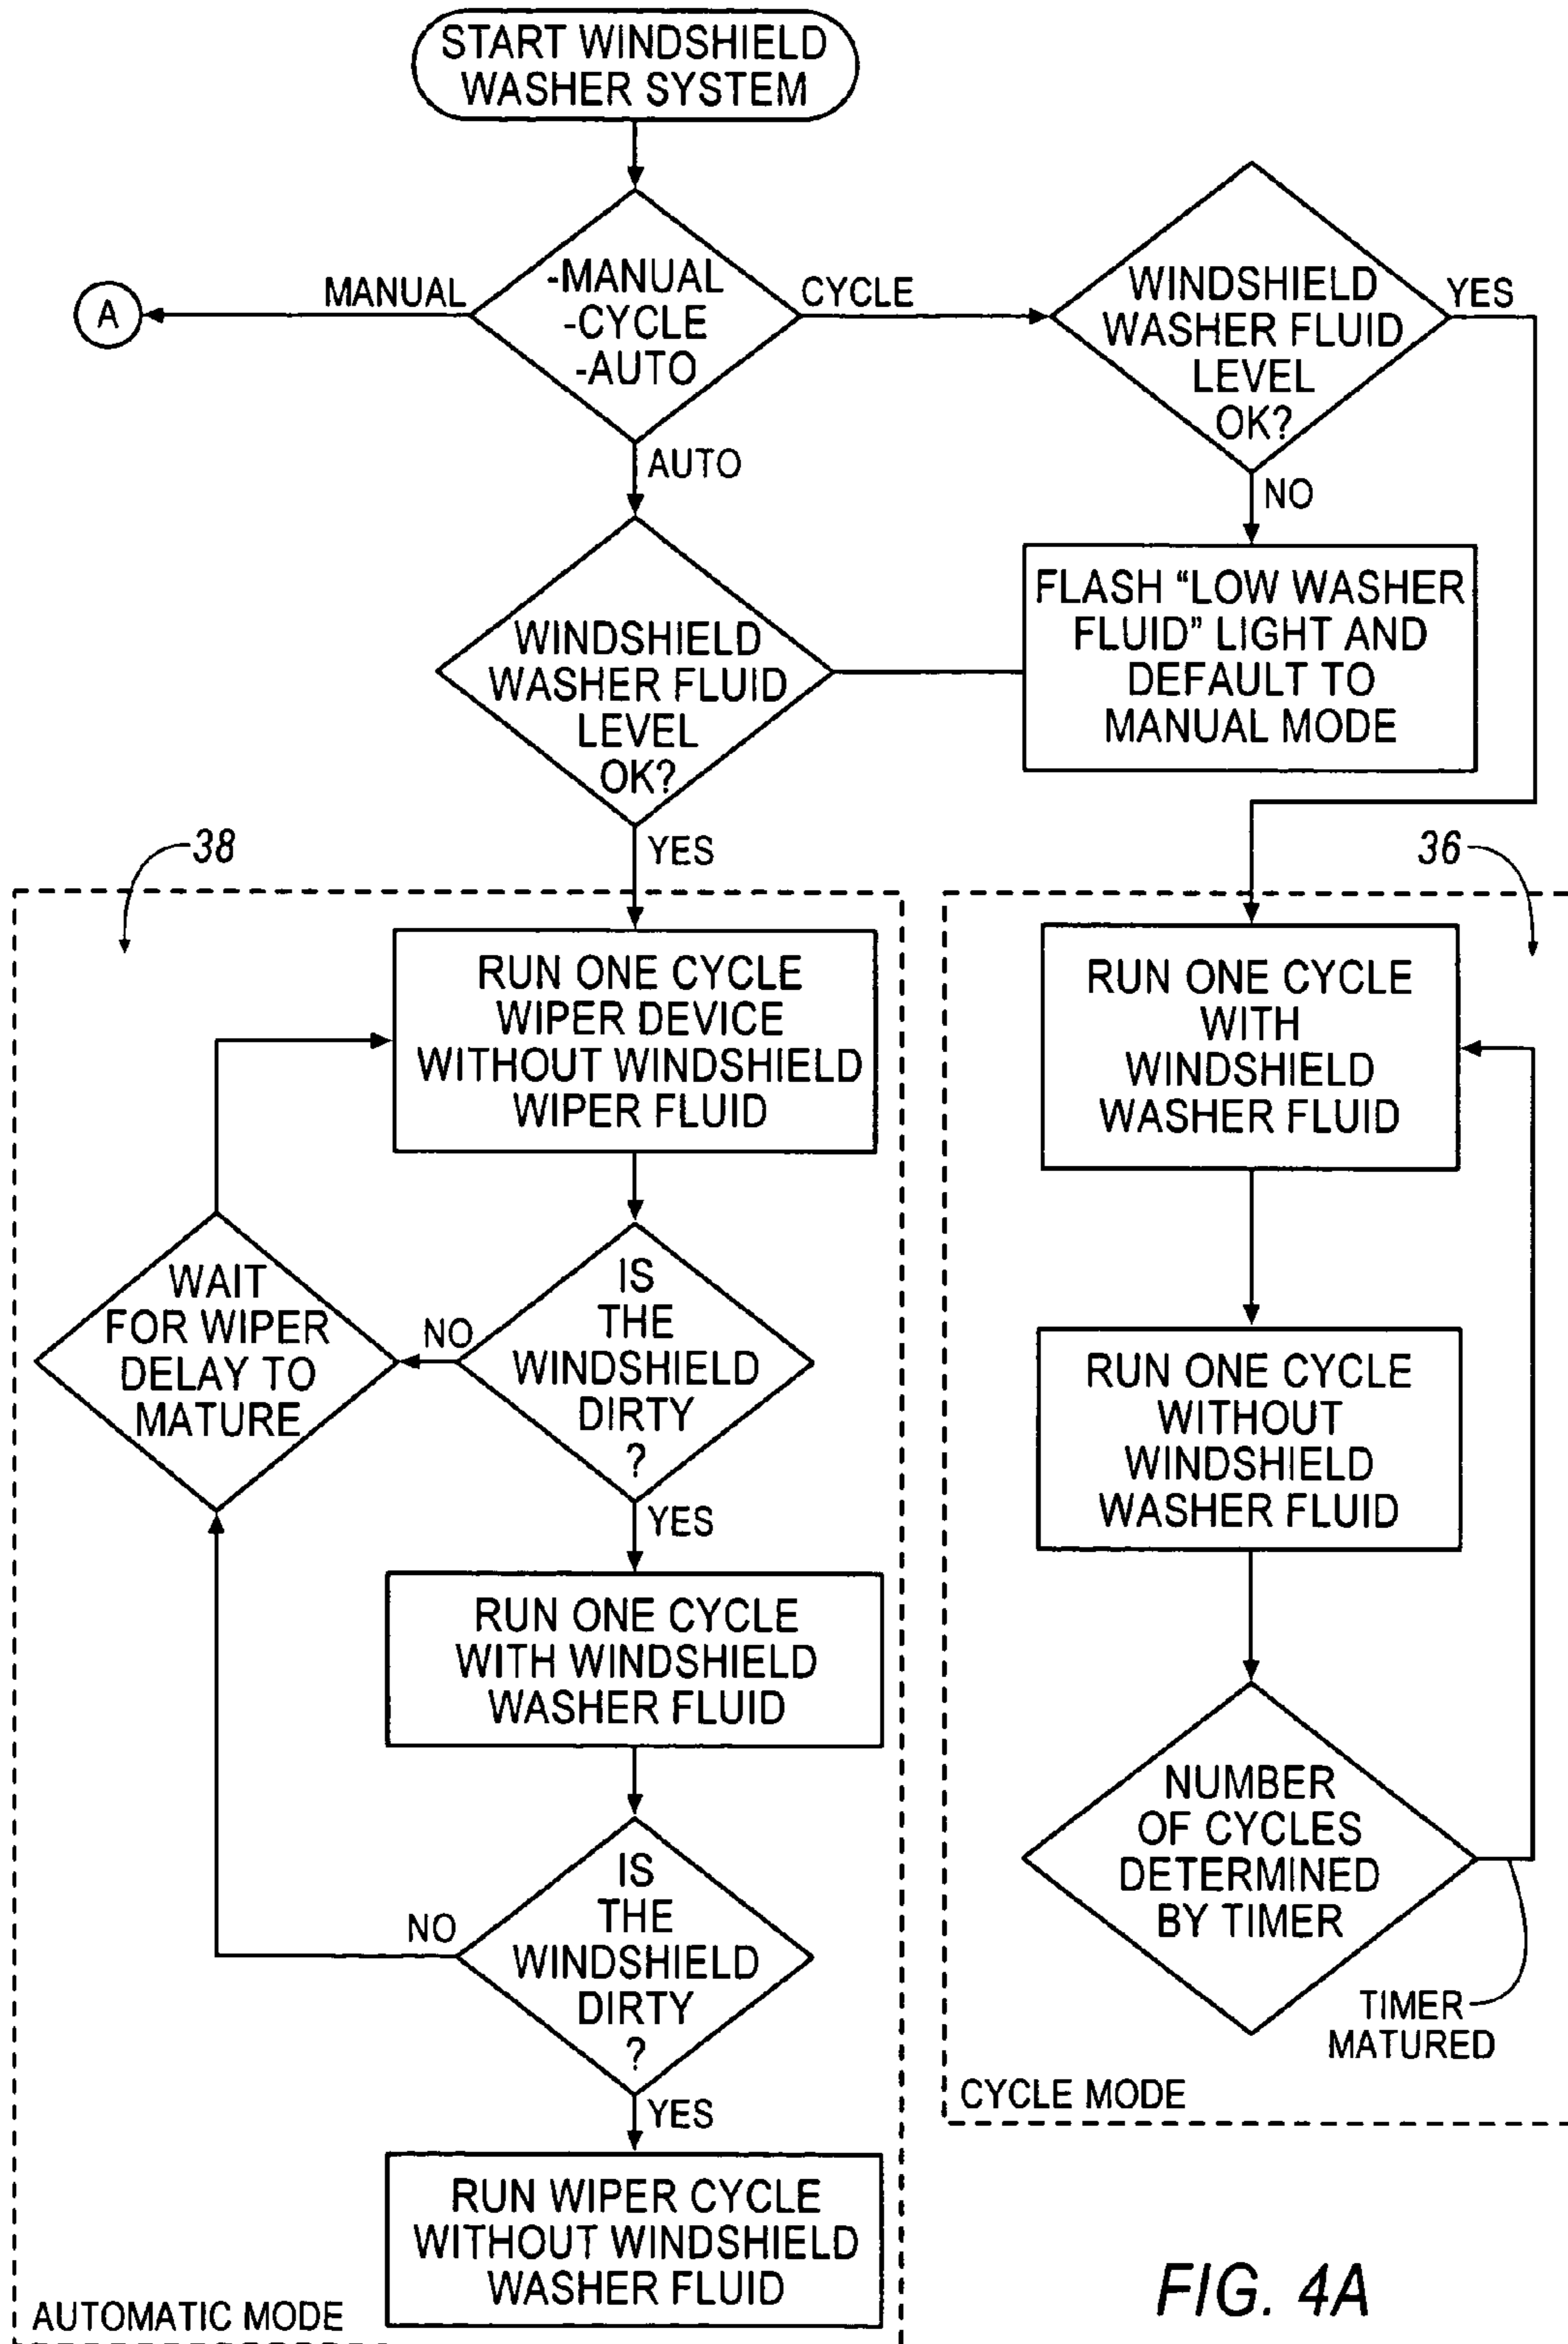 START WINDSHIELD
WASHER SYSTEM
A
MANUAL
-MANUAL
-CYCLE
-AUTO
CYCLE
WINDSHIELD
WASHER FLUID
LEVEL
OK?
YES
AUTO
NO
WINDSHIELD
WASHER FLUID
LEVEL
OK?
FLASH “LOW WASHER
FLUID” LIGHT AND
DEFAULT TO
MANUAL MODE
YES
38
36
RUN ONE CYCLE
WIPER DEVICE
WITHOUT WINDSHIELD
WIPER FLUID
WAIT
FOR WIPER
DELAY TO
MATURE
NO
IS
THE
WINDSHIELD
DIRTY
?
YES
RUN ONE CYCLE
WITH WINDSHIELD
WASHER FLUID
NO
IS
THE
WINDSHIELD
DIRTY
?
YES
RUN WIPER CYCLE
WITHOUT WINDSHIELD
WASHER FLUID
AUTOMATIC MODE
RUN ONE CYCLE
WITH
WINDSHIELD
WASHER FLUID
RUN ONE CYCLE
WITHOUT
WINDSHIELD
WASHER FLUID
NUMBER
OF CYCLES
DETERMINED
BY TIMER
TIMER
MATURED
CYCLE MODE
FIG. 4A